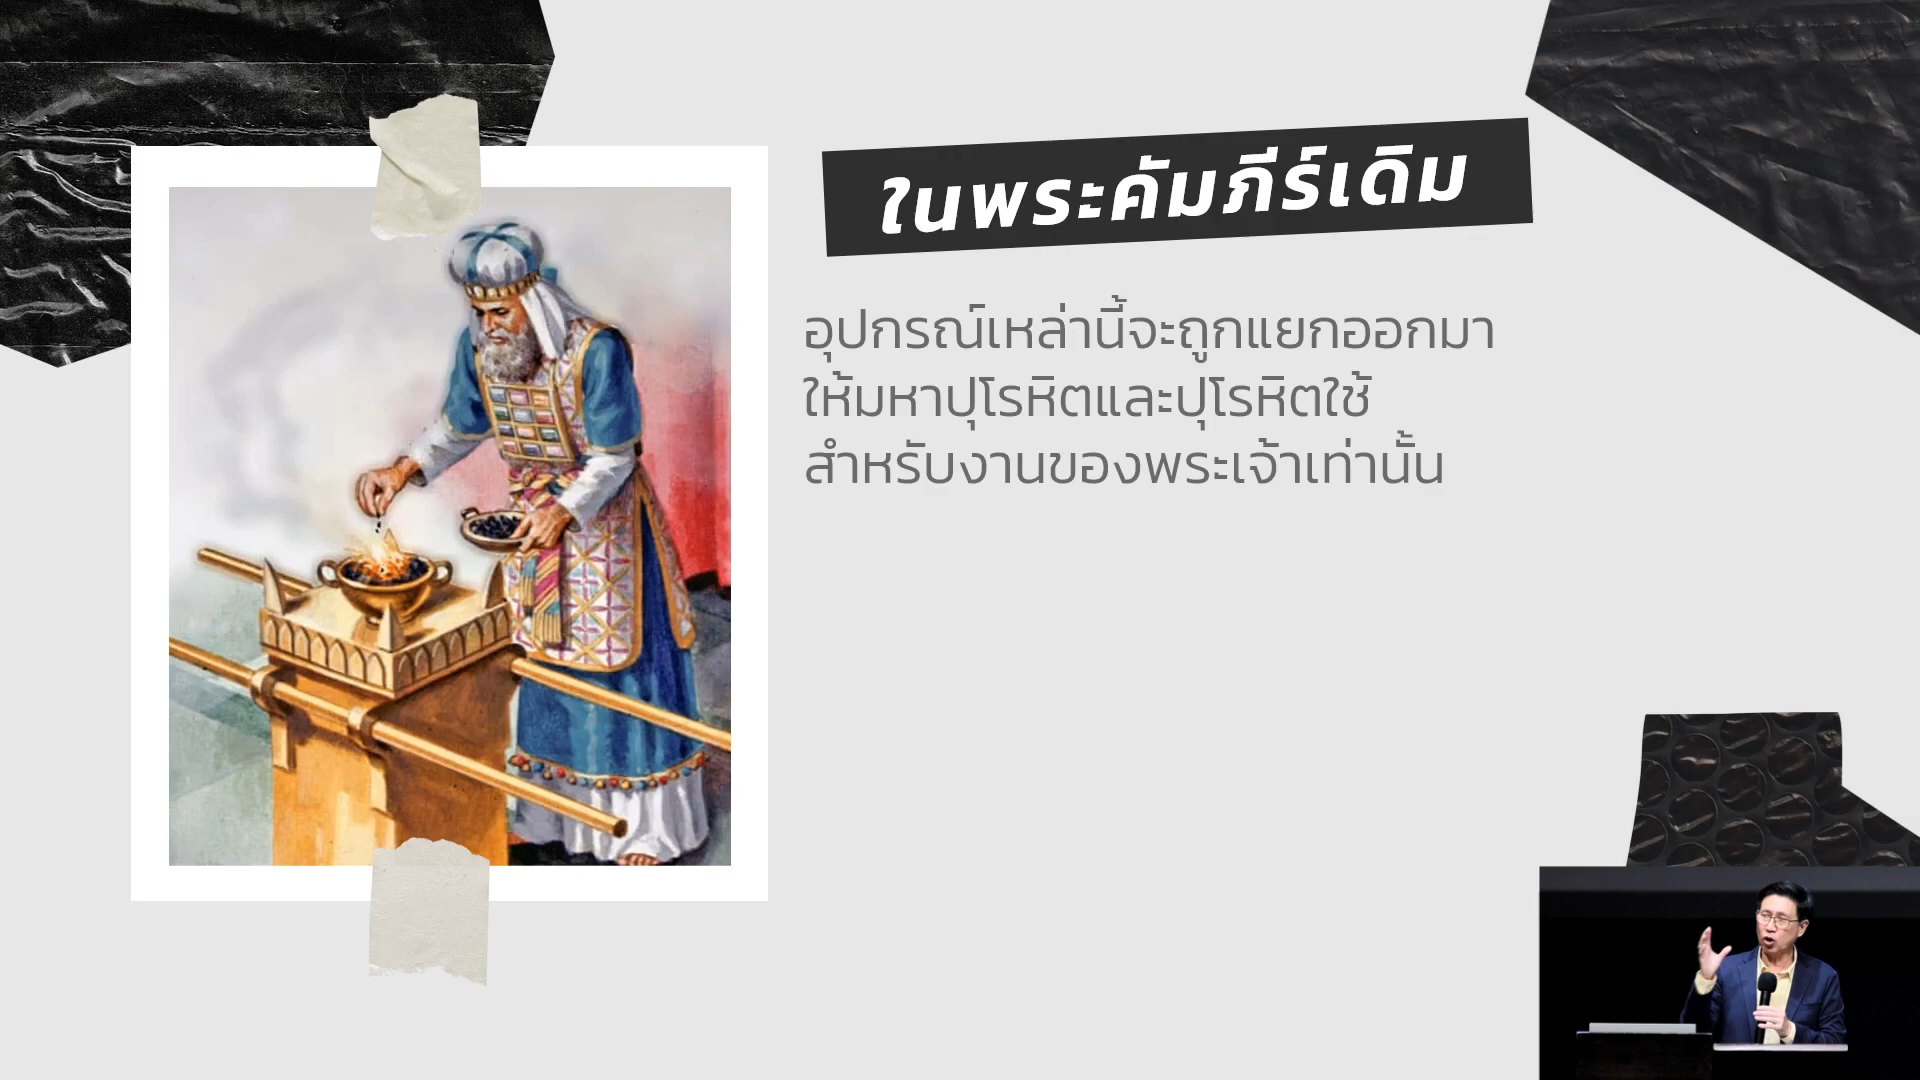 ในพระคัมภีร์เดิม
อุปกรณ์เหล่านี้จะถูกแยกออกมา
ให้มหาปุโรหิตและปุโรหิตใช้
สำหรับงานของพระเจ้าเท่านั้น